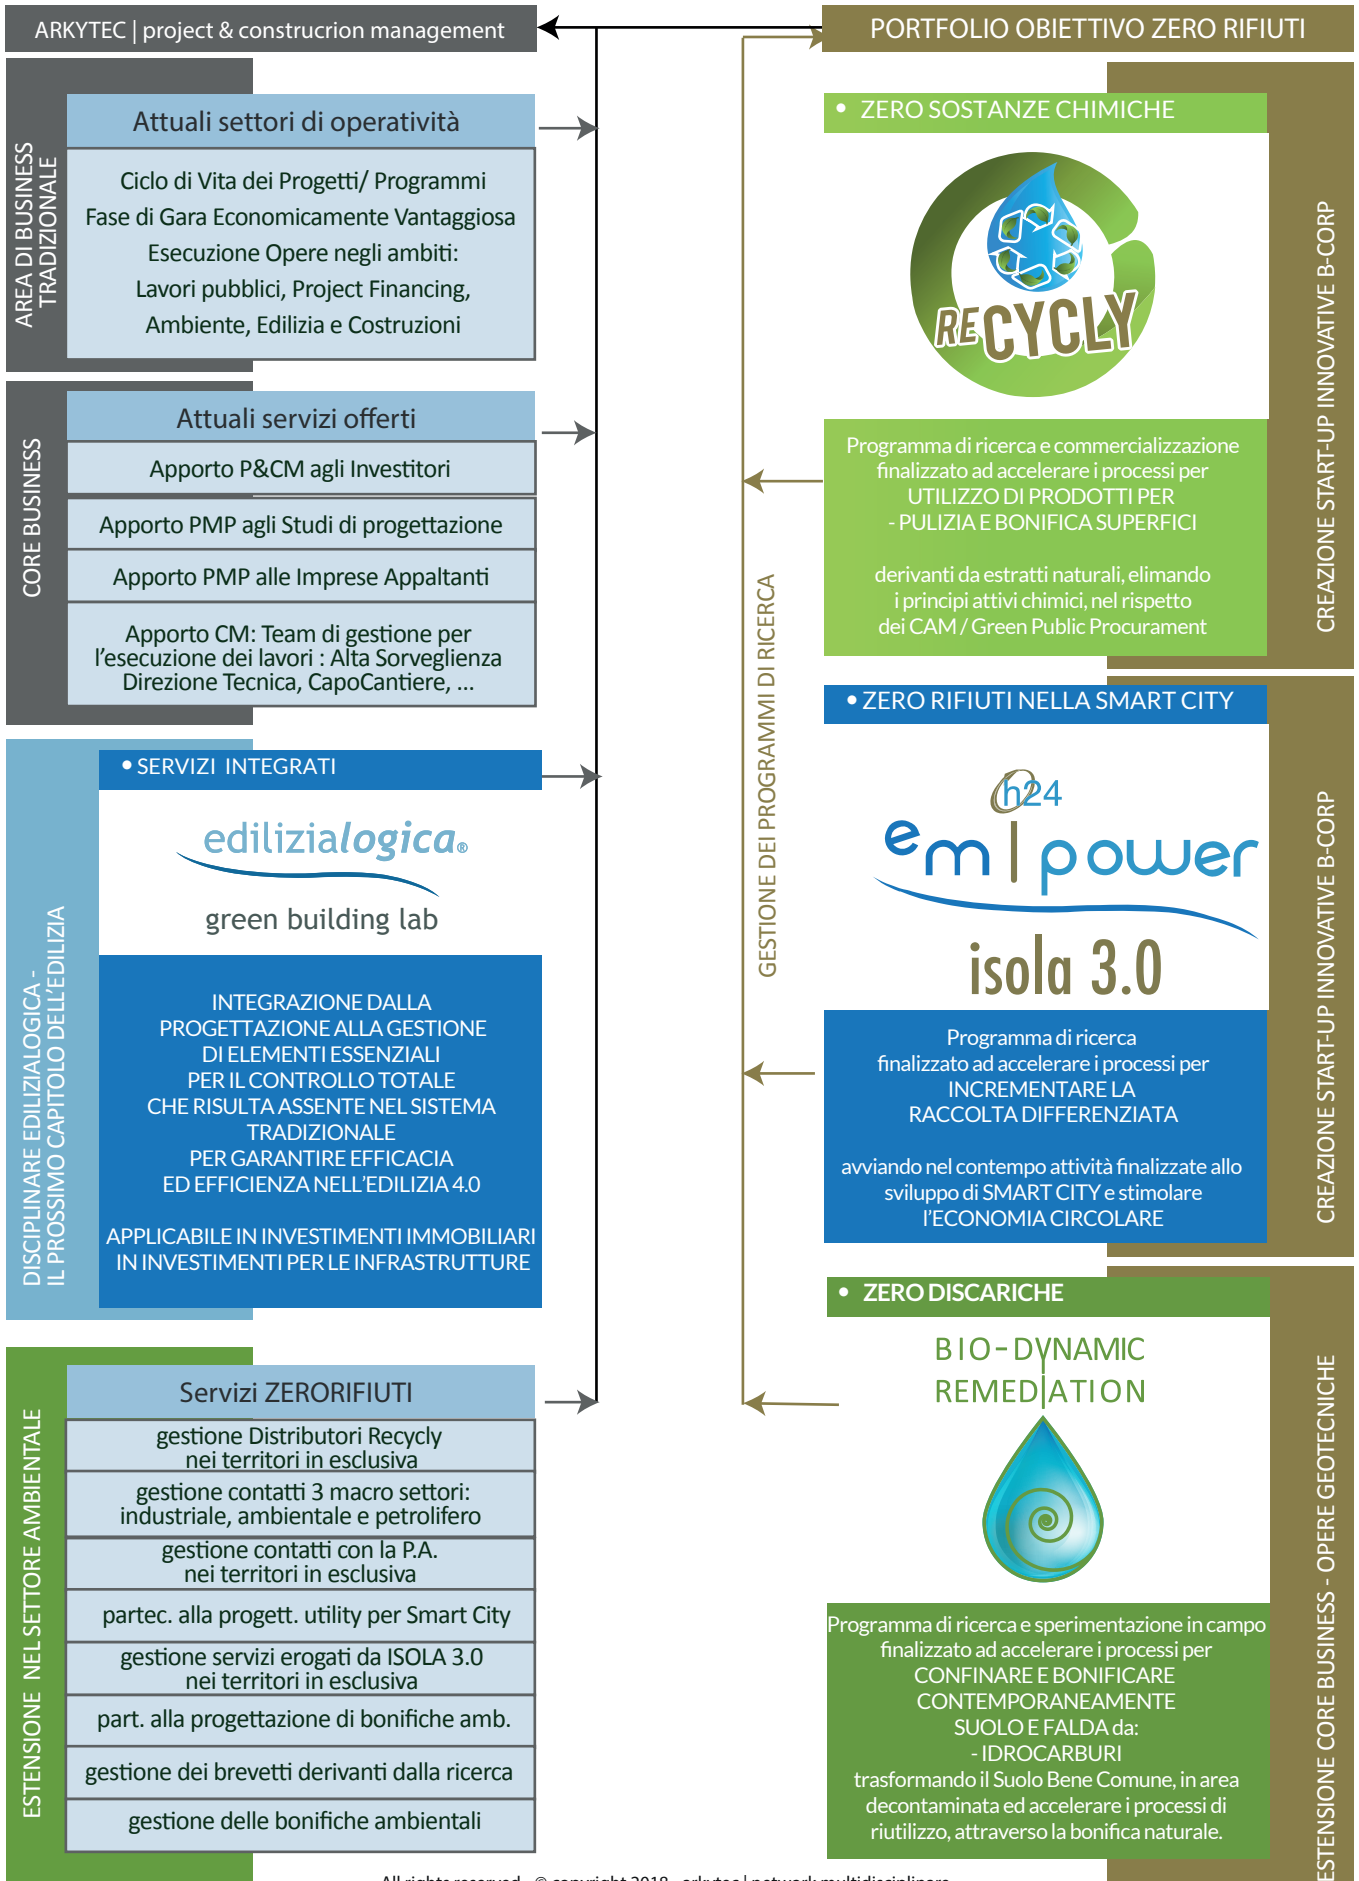 ARKYTEC | project & construcrion management
AREA DI BUSINESS
TRADIZIONALE
Attuali settori di operatività
Ciclo di Vita dei Progetti/ Programmi
Fase di Gara Economicamente Vantaggiosa
Esecuzione Opere negli ambiti:
Lavori pubblici, Project Financing,
Ambiente, Edilizia e Costruzioni
CORE BUSINESS
Attuali servizi offerti
Apporto P&CM agli Investitori
Apporto PMP agli Studi di progettazione
Apporto PMP alle Imprese Appaltanti
Apporto CM: Team di gestione per
l'esecuzione dei lavori : Alta Sorveglienza
Direzione Tecnica, CapoCantiere, ...
DISCIPLINARE EDILIZIALOGICA -
IL PROSSIMO CAPITOLO DELL'EDILIZIA
• SERVIZI INTEGRATI
edilizialogica®
green building lab
INTEGRAZIONE DALLA
PROGETTAZIONE ALLA GESTIONE
DI ELEMENTI ESSENZIALI
PER IL CONTROLLO TOTALE
CHE RISULTA ASSENTE NEL SISTEMA
TRADIZIONALE
PER GARANTIRE EFFICACIA
ED EFFICIENZA NELL'EDILIZIA 4.0
APPLICABILE IN INVESTIMENTI IMMOBILIARI
IN INVESTIMENTI PER LE INFRASTRUTTURE
ESTENSIONE NEL SETTORE AMBIENTALE
Servizi ZERORIFIUTI
gestione Distributori Recycly
nei territori in esclusiva
gestione contatti 3 macro settori:
industriale, ambientale e petrolifero
gestione contatti con la P.A.
nei territori in esclusiva
partec. alla progett. utility per Smart City
gestione servizi erogati da ISOLA 3.0
nei territori in esclusiva
part. alla progettazione di bonifiche amb.
gestione dei brevetti derivanti dalla ricerca
gestione delle bonifiche ambientali
GESTIONE DEI PROGRAMMI DI RICERCA
PORTFOLIO OBIETTIVO ZERO RIFIUTI
• ZERO SOSTANZE CHIMICHE
RECYCLY
Programma di ricerca e commercializzazione
finalizzato ad accelerare i processi per
UTILIZZO DI PRODOTTI PER
- PULIZIA E BONIFICA SUPERFICI
derivanti da estratti naturali, elimando
i principi attivi chimici, nel rispetto
dei CAM / Green Public Procurament
CREAZIONE START-UP INNOVATIVE B-CORP
• ZERO RIFIUTI NELLA SMART CITY
h24
em|power
isola 3.0
Programma di ricerca
finalizzato ad accelerare i processi per
INCREMENTARE LA
RACCOLTA DIFFERENZIATA
avviando nel contempo attività finalizzate allo
sviluppo di SMART CITY e stimolare
l'ECONOMIA CIRCOLARE
CREAZIONE START-UP INNOVATIVE B-CORP
• ZERO DISCARICHE
BIO-DYNAMIC
REMEDIATION
Programma di ricerca e sperimentazione in campo
finalizzato ad accelerare i processi per
CONFINARE E BONIFICARE
CONTEMPORANEAMENTE
SUOLO E FALDA da:
- IDROCARBURI
trasformando il Suolo Bene Comune, in area
decontaminata ed accelerare i processi di
riutilizzo, attraverso la bonifica naturale.
ESTENSIONE CORE BUSINESS - OPERE GEOTECNICHE
All rights reserved - © copyright 2018 - arkytec | network multidisciplinare